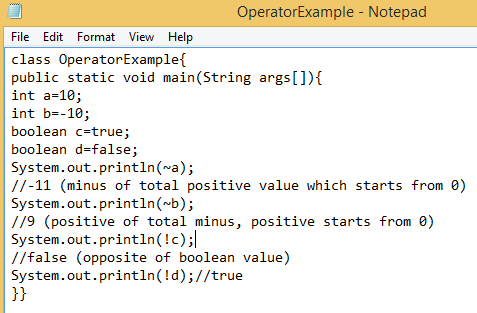 OperatorExample - Notepad
File Edit Format View Help
class OperatorExample{
public static void main(String args[]){
int a=10;
int b=-10;
boolean c=true;
boolean d=false;
System.out.println(~a);
//-11 (minus of total positive value which starts from 0)
System.out.println(~b);
//9 (positive of total minus, positive starts from 0)
System.out.println(!c);
//false (opposite of boolean value)
System.out.println(!d);//true
}}